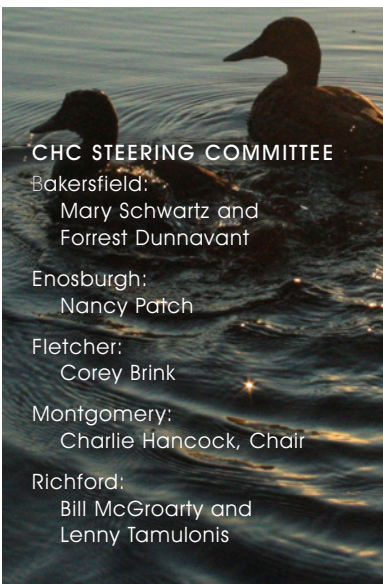 CHC STEERING COMMITTEE
Bakersfield:
Mary Schwartz and
Forrest Dunnavant
Enosburgh:
Nancy Patch
Fletcher:
Corey Brink
Montgomery:
Charlie Hancock, Chair
Richford:
Bill McGroarty and
Lenny Tamulonis